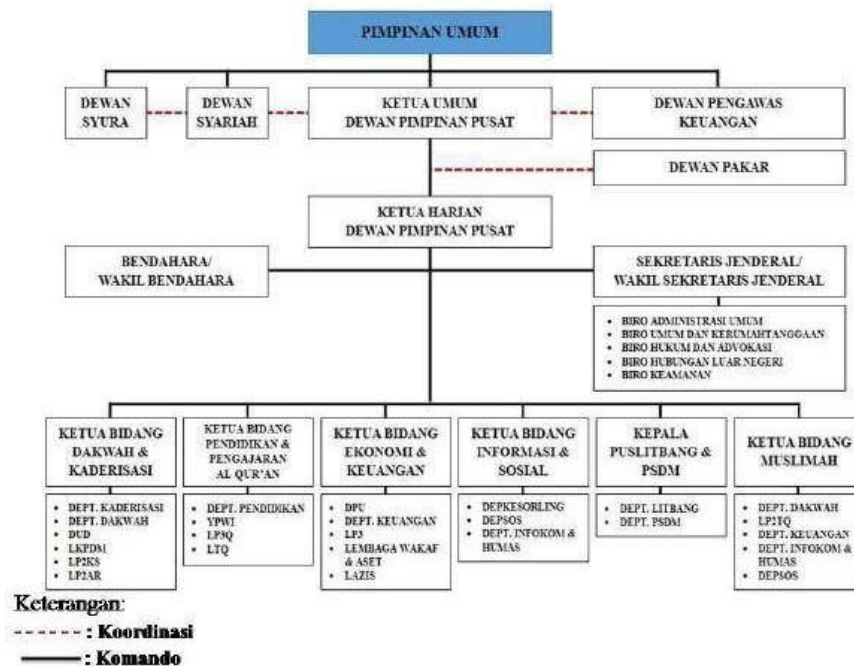 PIMPINAN UMUM
DEWAN
SYURA
DEWAN
SYARIAH
KETUA UMUM
DEWAN PIMPINAN PUSAT
DEWAN PENGAWAS
KEUANGAN
DEWAN PAKAR
KETUA HARIAN
DEWAN PIMPINAN PUSAT
BENDAHARA/
WAKIL BENDAHARA
SEKRETARIS JENDERAL/
WAKIL SEKRETARIS JENDERAL
• BIRO ADMINISTRASI UMUM
• BIRO UMUM DAN KERUMAHTANGGAAN
• BIRO HUKUM DAN ADVOKASI
• BIRO HUBUNGAN LUAR NEGERI
• BIRO KEAMANAN
KETUA BIDANG
DAKWAH &
KADERISASI
• DEPT. KADERISASI
• DEPT. DAKWAH
• DUD
• LKPDM
• LP2KS
• LP2AR
KETUA BIDANG
PENDIDIKAN &
PENGAJARAN
AL QUR'AN
• DEPT. PENDIDIKAN
• YPWI
• LP3Q
• LTQ
KETUA BIDANG
EKONOMI &
KEUANGAN
• DPU
• DEPT. KEUANGAN
• LP3
• LEMBAGA WAKAF
& ASET
• LAZIS
KETUA BIDANG
INFORMASI &
SOSIAL
• DEPKESORLING
• DEPSOS
• DEPT. INFOKOM &
HUMAS
KEPALA
PUSLITBANG &
PSDM
• DEPT. LITBANG
• DEPT. PSDM
KETUA BIDANG
MUSLIMAH
• DEPT. DAKWAH
• LP2TQ
• DEPT. KEUANGAN
• DEPT. INFOKOM &
HUMAS
• DEPSOS
Keterangan:
: Koordinasi
: Komando